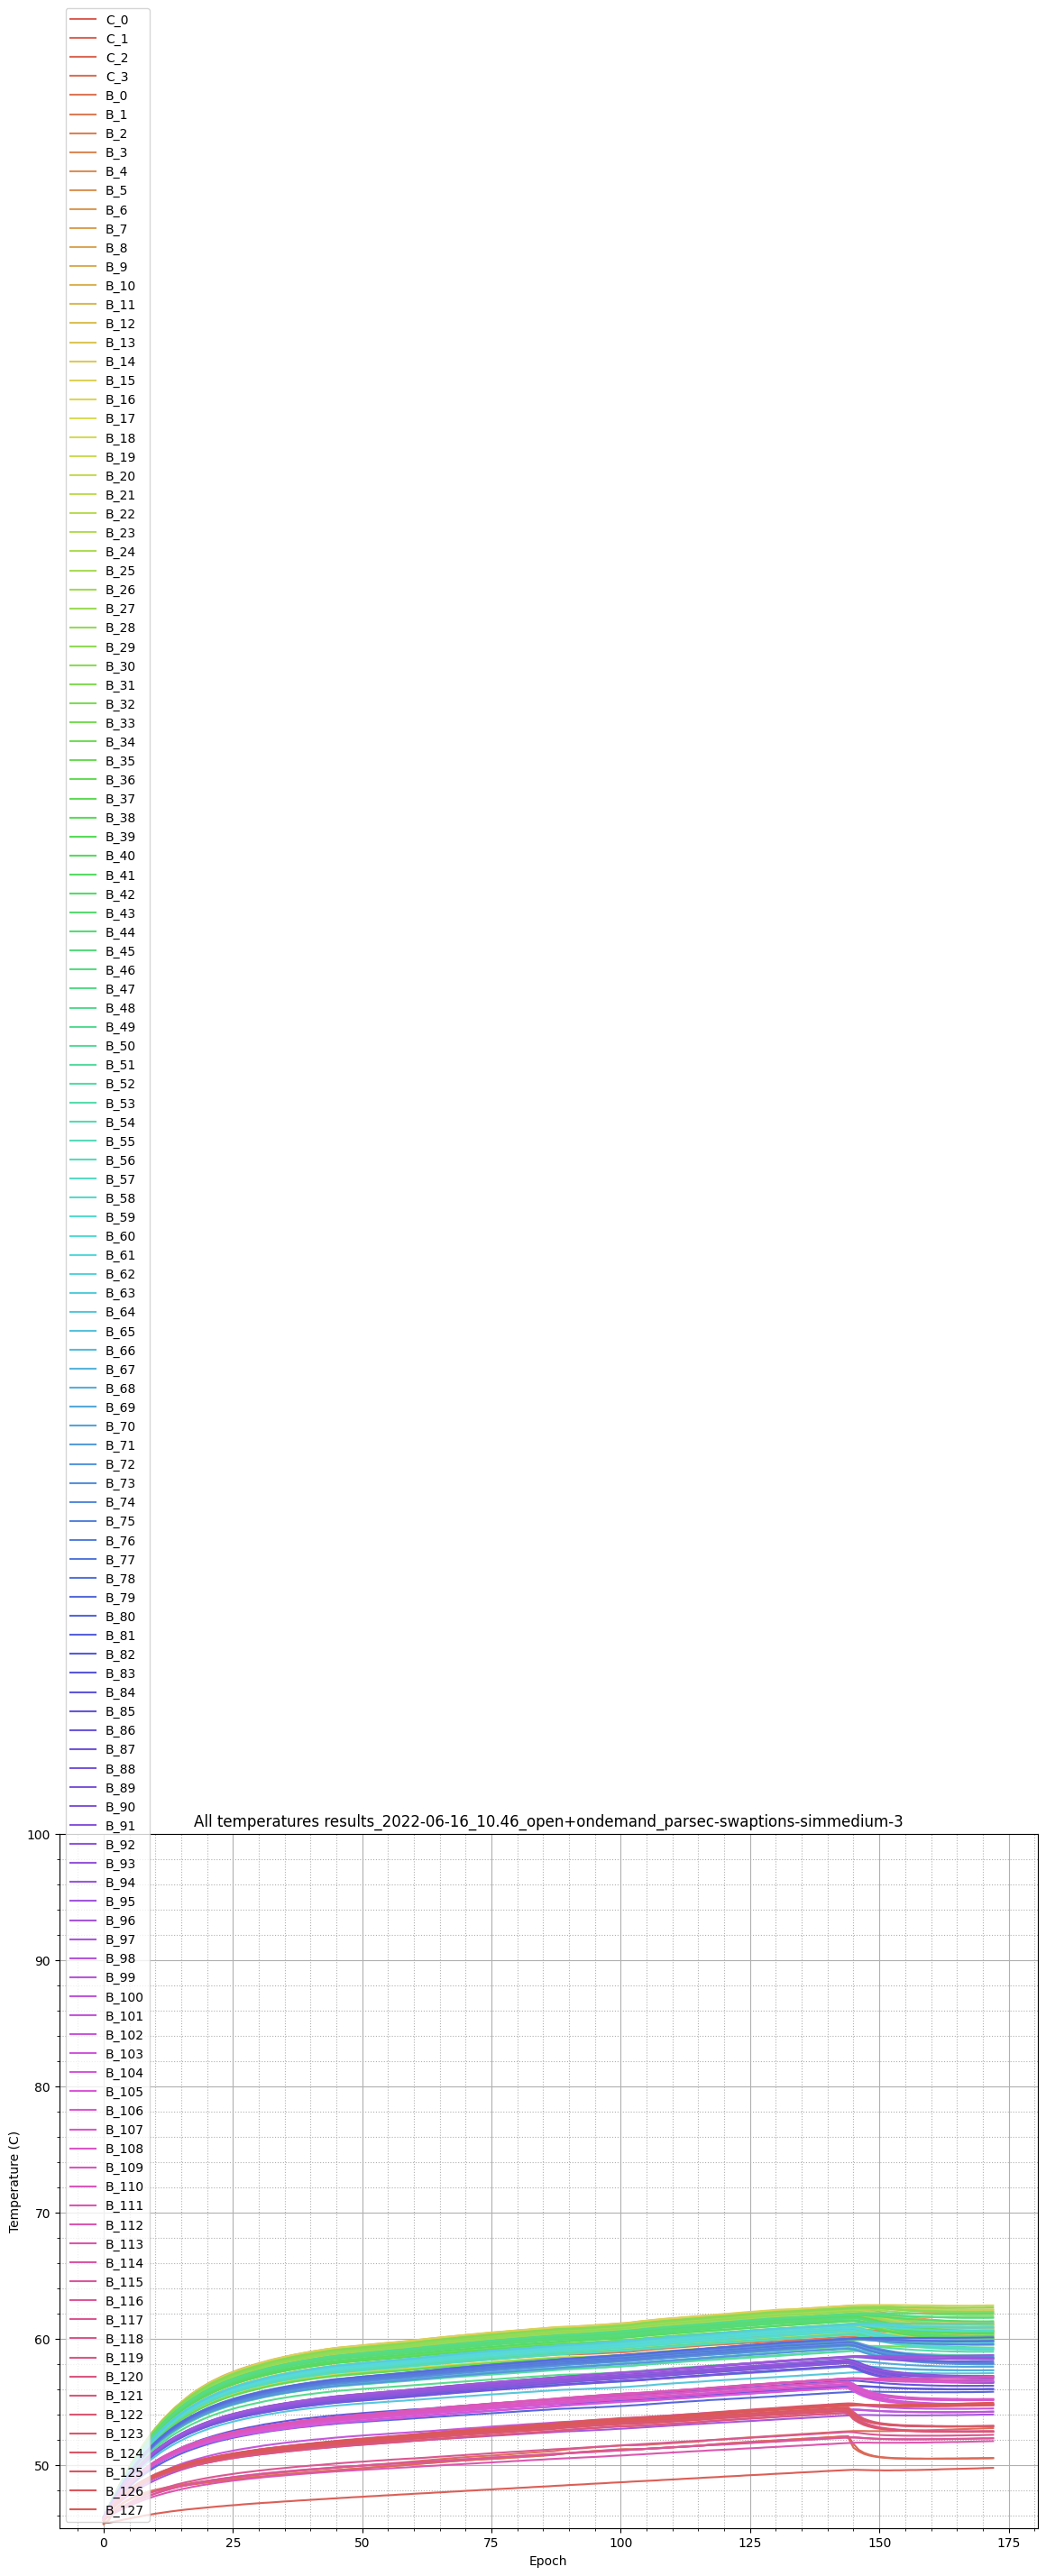 C_0
C_1
C_2
C_3
B_0
B_1
B_2
B_3
B_4
B_5
B_6
B_7
B_8
B_9
B_10
B_11
B_12
B_13
B_14
B_15
B_16
B_17
B_18
B_19
B_20
B_21
B_22
B_23
B_24
B_25
B_26
B_27
B_28
B_29
B_30
B_31
B_32
B_33
B_34
B_35
B_36
B_37
B_38
B_39
B_40
B_41
B_42
B_43
B_44
B_45
B_46
B_47
B_48
B_49
B_50
B_51
B_52
B_53
B_54
B_55
B_56
B_57
B_58
B_59
B_60
B_61
B_62
B_63
B_64
B_65
B_66
B_67
B_68
B_69
B_70
B_71
B_72
B_73
B_74
B_75
B_76
B_77
B_78
B_79
B_80
B_81
B_82
B_83
B_84
B_85
B_86
B_87
B_88
B_89
B_90
B_91
B_92
B_93
B_94
B_95
B_96
B_97
B_98
B_99
B_100
B_101
B_102
B_103
B_104
B_105
B_106
B_107
B_108
B_109
B_110
B_111
B_112
B_113
B_114
B_115
B_116
B_117
B_118
B_119
B_120
B_121
B_122
B_123
B_124
B_125
B_126
B_127
All temperatures results_2022-06-16_10.46_open+ondemand_parsec-swaptions-simmedium-3
100
90
80
70
60
50
Temperature (C)
0 25 50 75 100 125 150 175
Epoch